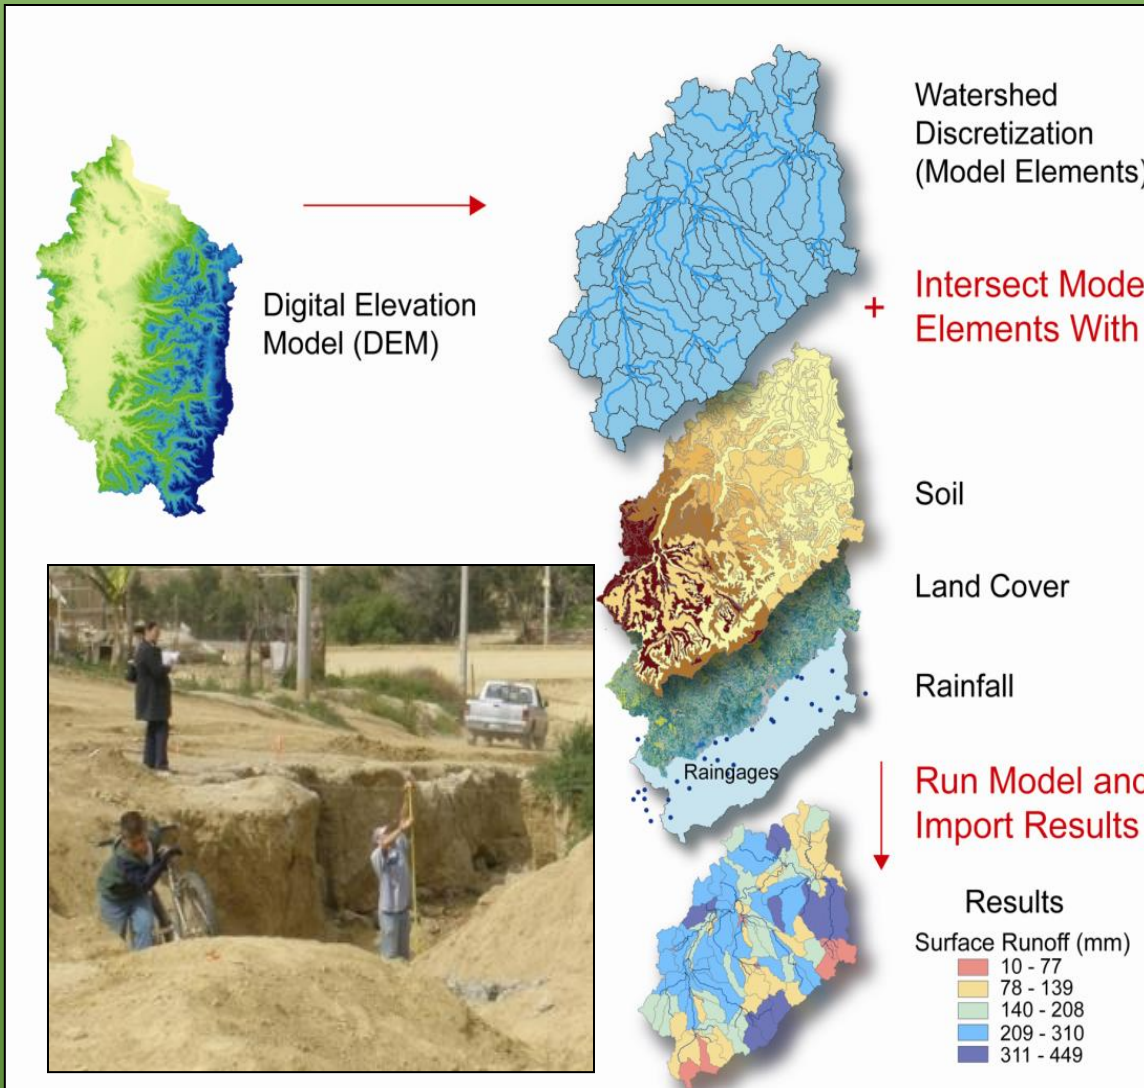 Watershed
Discretization
(Model Elements)
Digital Elevation
Model (DEM)
+
Intersect Mode
Elements With
Soil
Land Cover
Rainfall
Raingages
Run Model and
Import Results
Results
Surface Runoff (mm)
10 - 77
78 - 139
140 - 208
209 - 310
311 - 449